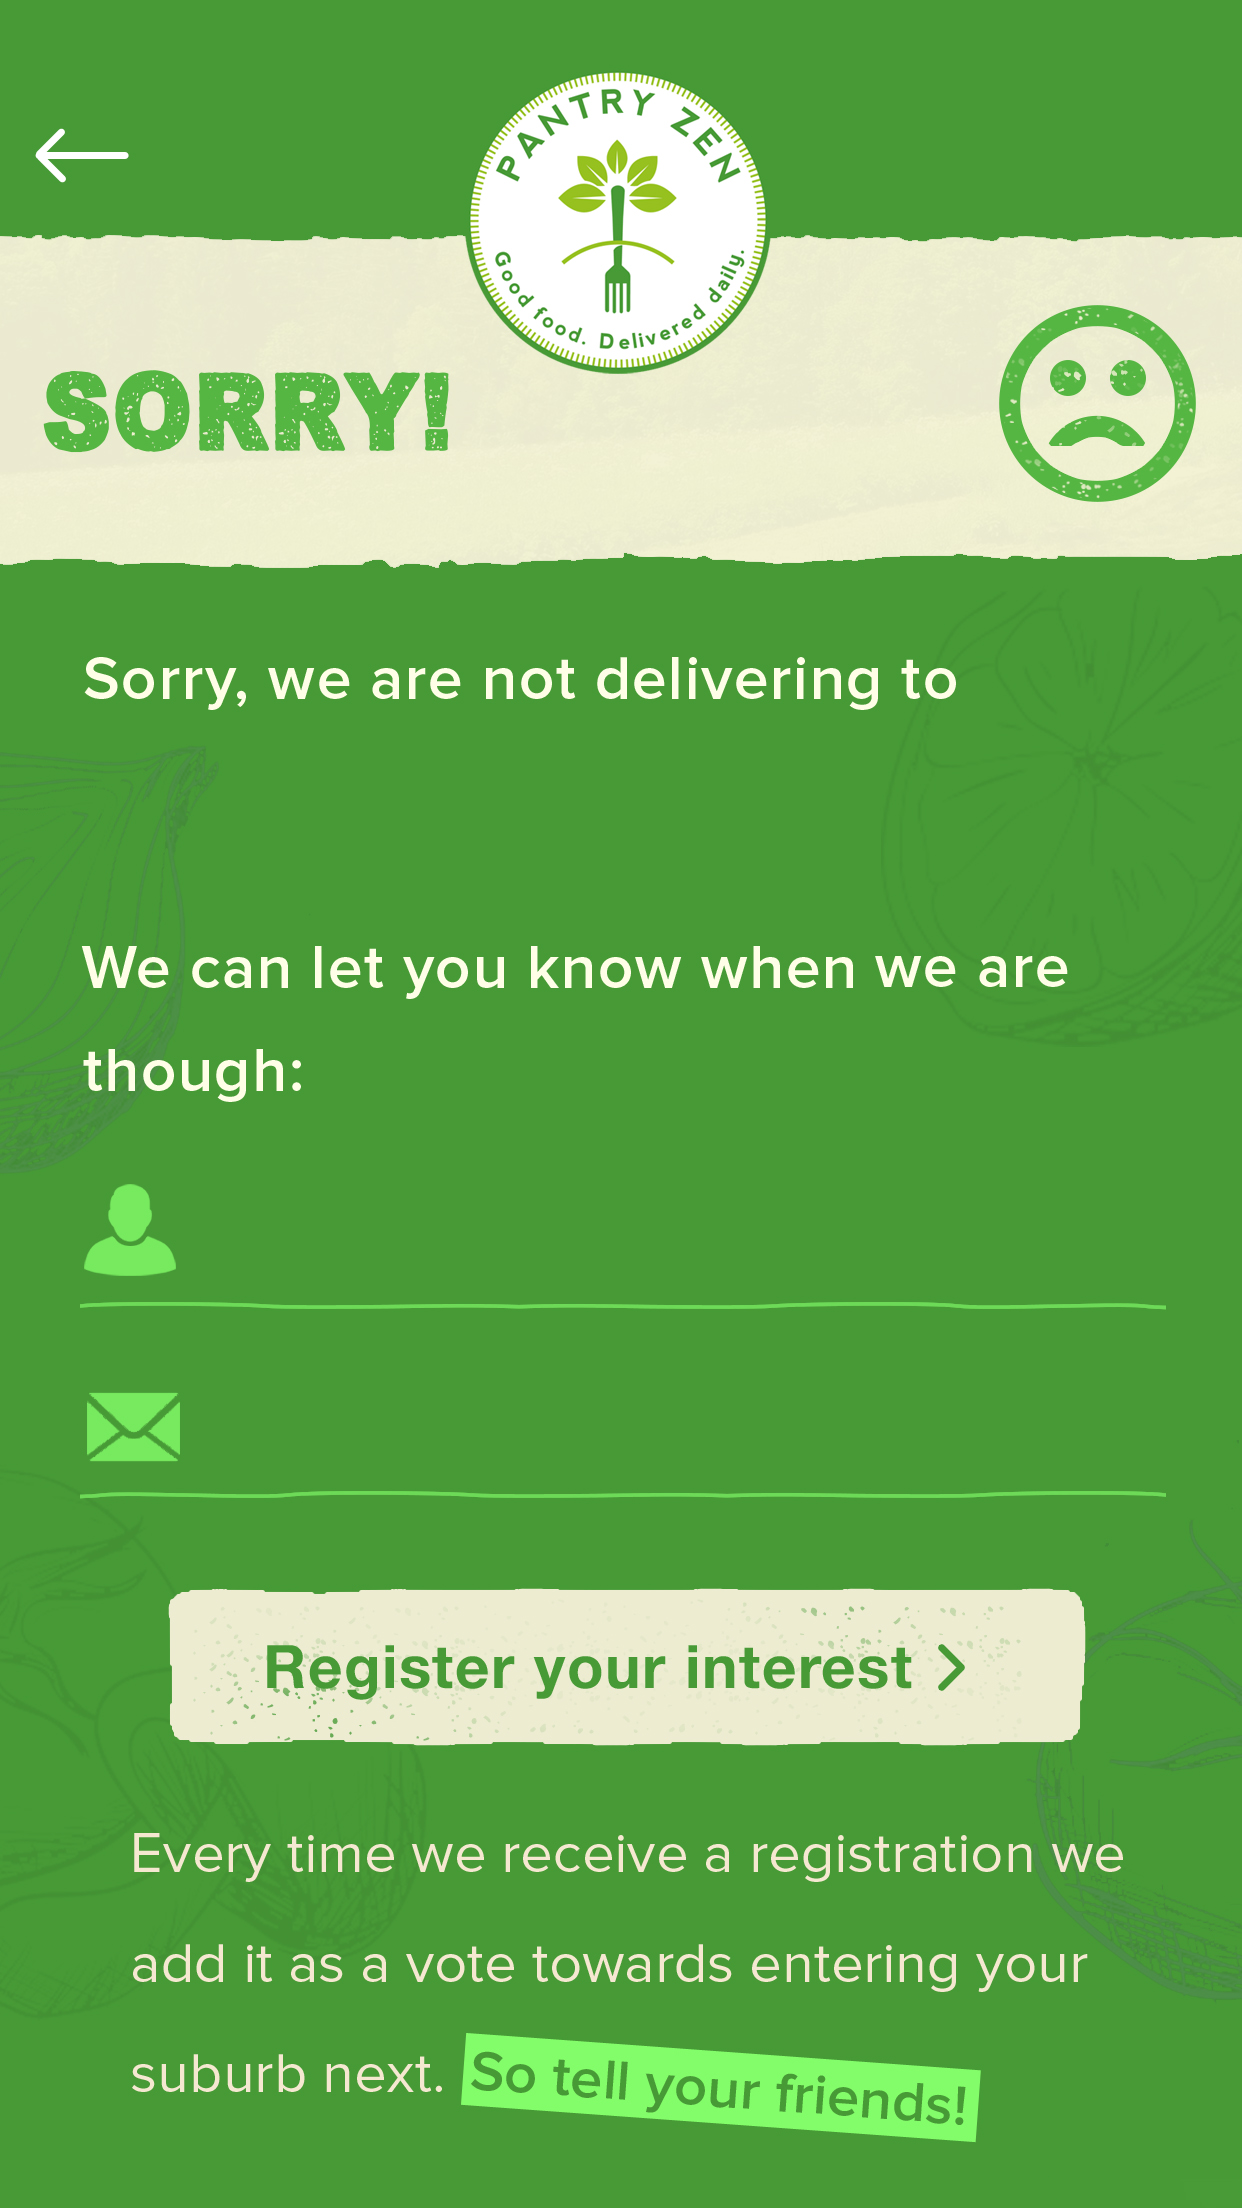 PANTRY ZEN
Good food. Delivered daily.
SORRY!
Sorry, we are not delivering to
We can let you know when we are
though:
Register your interest
Every time we receive a registration we
add it as a vote towards entering your
suburb next. So tell your friends!